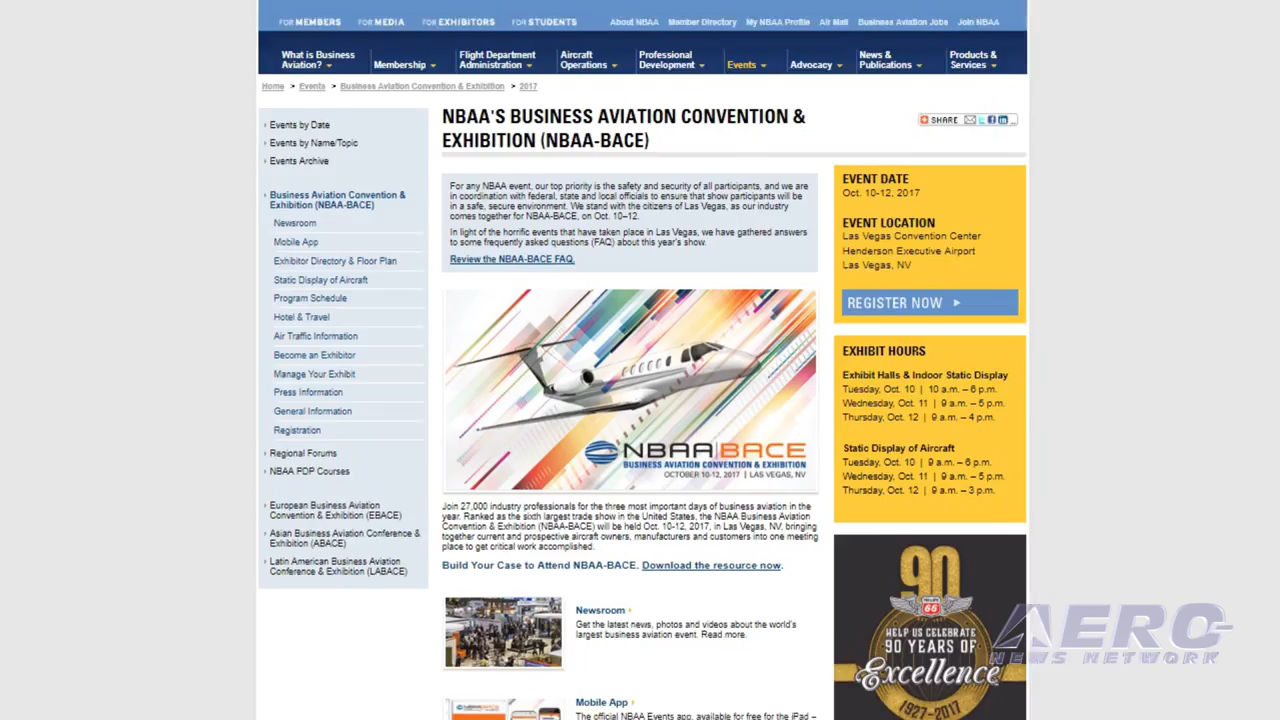 FOR MEMBERS FOR MEDIA FOR EXHIBITORS FOR STUDENTS About NBAA Member Directory My NBAA Profile Air Mail Business Aviation Jobs Join NBAA
What is Business Aviation?
Membership
Flight Department Administration
Aircraft Operations
Professional Development
Events
Advocacy
News & Publications
Products & Services
Home > Events > Business Aviation Convention & Exhibition > 2017
Events by Date
Events by Name/Topic
Events Archive
Business Aviation Convention &
Exhibition (NBAA-BACE)
Newsroom
Mobile App
Exhibitor Directory & Floor Plan
Static Display of Aircraft
Program Schedule
Hotel & Travel
Air Traffic Information
Become an Exhibitor
Manage Your Exhibit
Press Information
General Information
Registration
Regional Forums
NBAA PDP Courses
European Business Aviation
Convention & Exhibition (EBACE)
Asian Business Aviation Conference &
Exhibition (ABACE)
Latin American Business Aviation
Conference & Exhibition (LABACE)
NBAA'S BUSINESS AVIATION CONVENTION &
EXHIBITION (NBAA-BACE)
SHARE
For any NBAA event, our top priority is the safety and security of all participants, and we are
in coordination with federal, state and local officials to ensure that show participants will be
in a safe, secure environment. We stand with the citizens of Las Vegas, as our industry
comes together for NBAA-BACE, on Oct. 10–12.
In light of the horrific events that have taken place in Las Vegas, we have gathered answers
to some frequently asked questions (FAQ) about this year's show.
Review the NBAA-BACE FAQ.
NBAA|BACE
BUSINESS AVIATION CONVENTION & EXHIBITION
OCTOBER 10-12, 2017 | LAS VEGAS, NV
Join 27,000 industry professionals for the three most important days of business aviation in the
year. Ranked as the sixth largest trade show in the United States, the NBAA Business Aviation
Convention & Exhibition (NBAA-BACE) will be held Oct. 10-12, 2017, in Las Vegas, NV, bringing
together current and prospective aircraft owners, manufacturers and customers into one meeting
place to get critical work accomplished.
Build Your Case to Attend NBAA-BACE. Download the resource now.
Newsroom
Get the latest news, photos and videos about the world's
largest business aviation event. Read more.
Mobile App
The official NBAA Events app, available for free for the iPad –
EVENT DATE
Oct. 10-12, 2017
EVENT LOCATION
Las Vegas Convention Center
Henderson Executive Airport
Las Vegas, NV
REGISTER NOW
EXHIBIT HOURS
Exhibit Halls & Indoor Static Display
Tuesday, Oct. 10 | 10 a.m. – 6 p.m.
Wednesday, Oct. 11 | 9 a.m. – 5 p.m.
Thursday, Oct. 12 | 9 a.m. – 4 p.m.
Static Display of Aircraft
Tuesday, Oct. 10 | 9 a.m. – 6 p.m.
Wednesday, Oct. 11 | 9 a.m. – 5 p.m.
Thursday, Oct. 12 | 9 a.m. – 3 p.m.
90
PHILLIPS
66
HELP US CELEBRATE
90 YEARS OF
Excellence
1927-2017
AERO
NEWS NETWORK